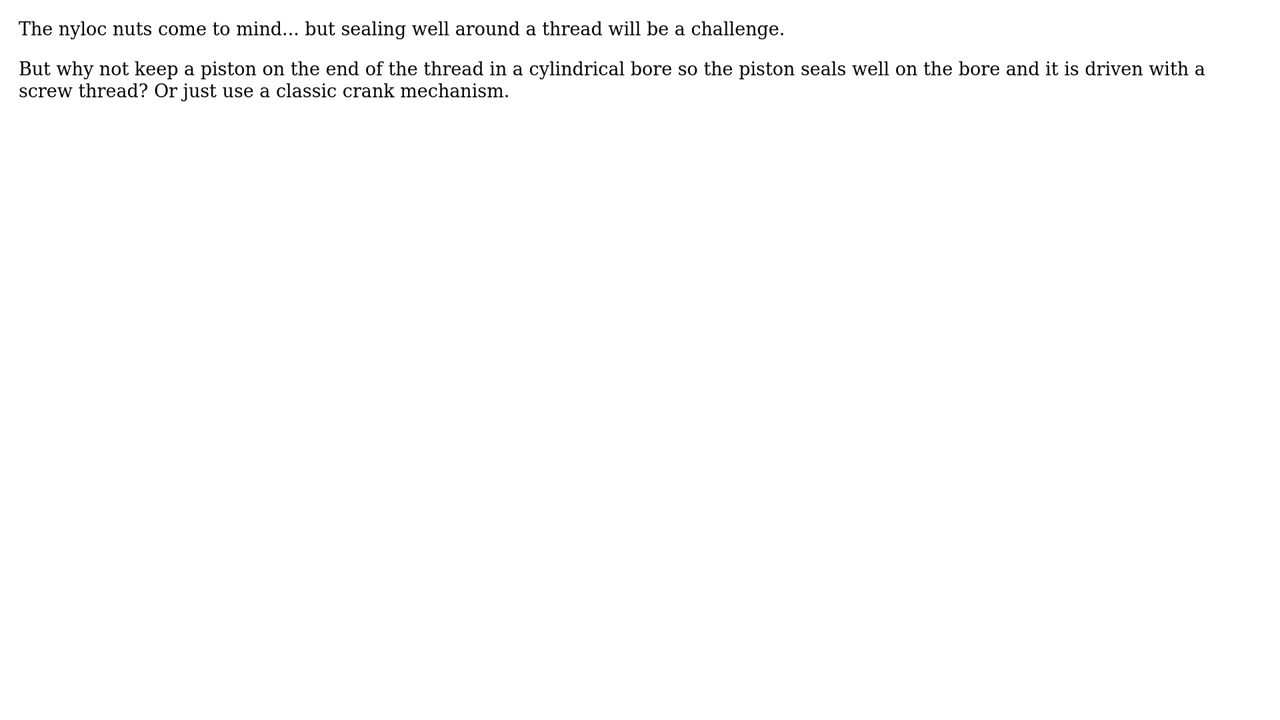 The nyloc nuts come to mind... but sealing well around a thread will be a challenge.
But why not keep a piston on the end of the thread in a cylindrical bore so the piston seals well on the bore and it is driven with a
screw thread? Or just use a classic crank mechanism.